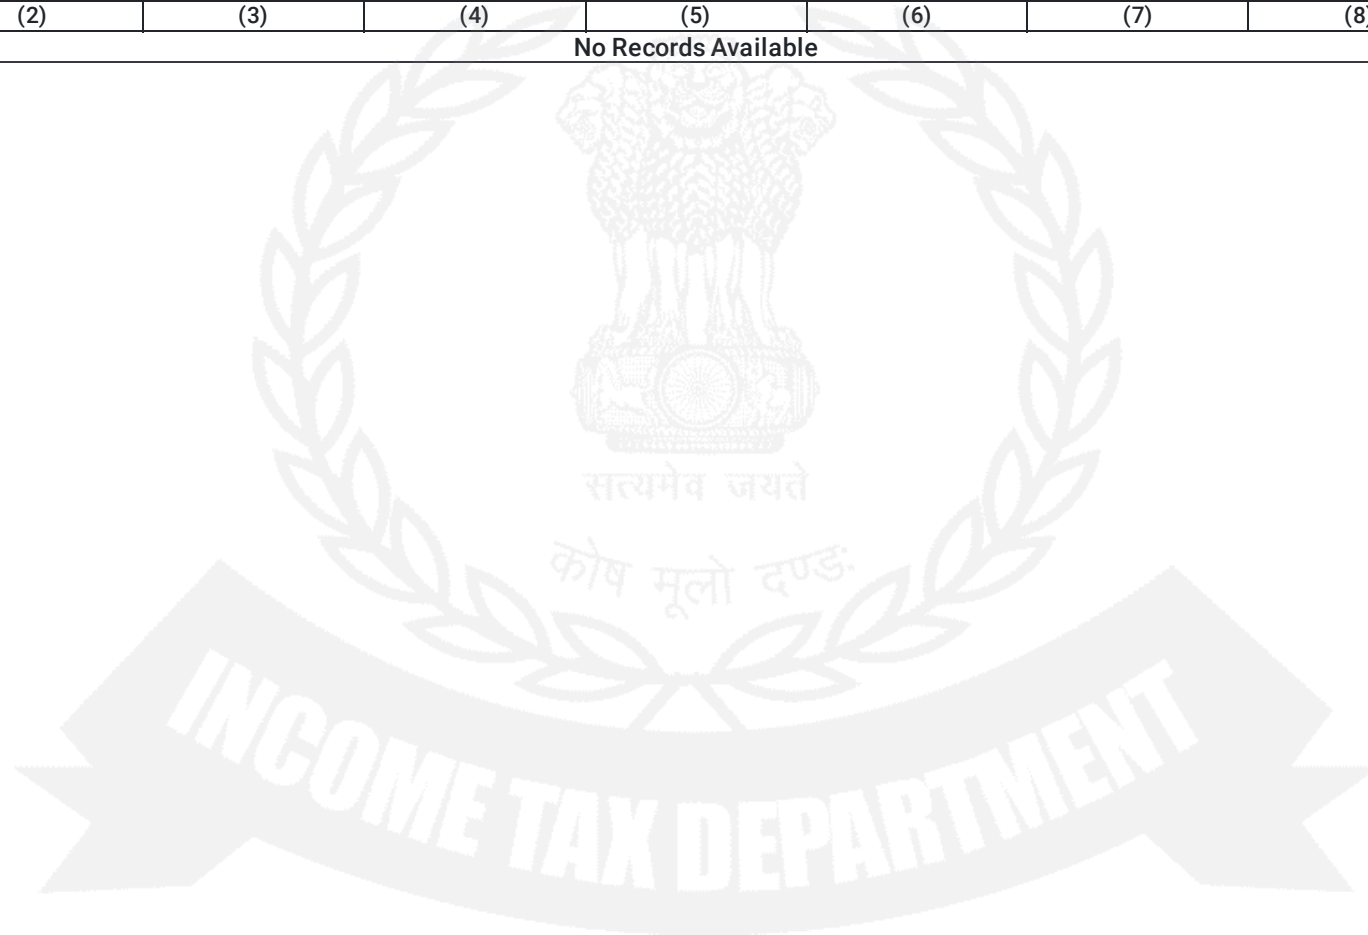 (2) (3) (4) (5) (6) (7) (8)
No Records Available
सत्यमेव जयते
कोष मूलो दण्डः
INCOME TAX DEPARTMENT